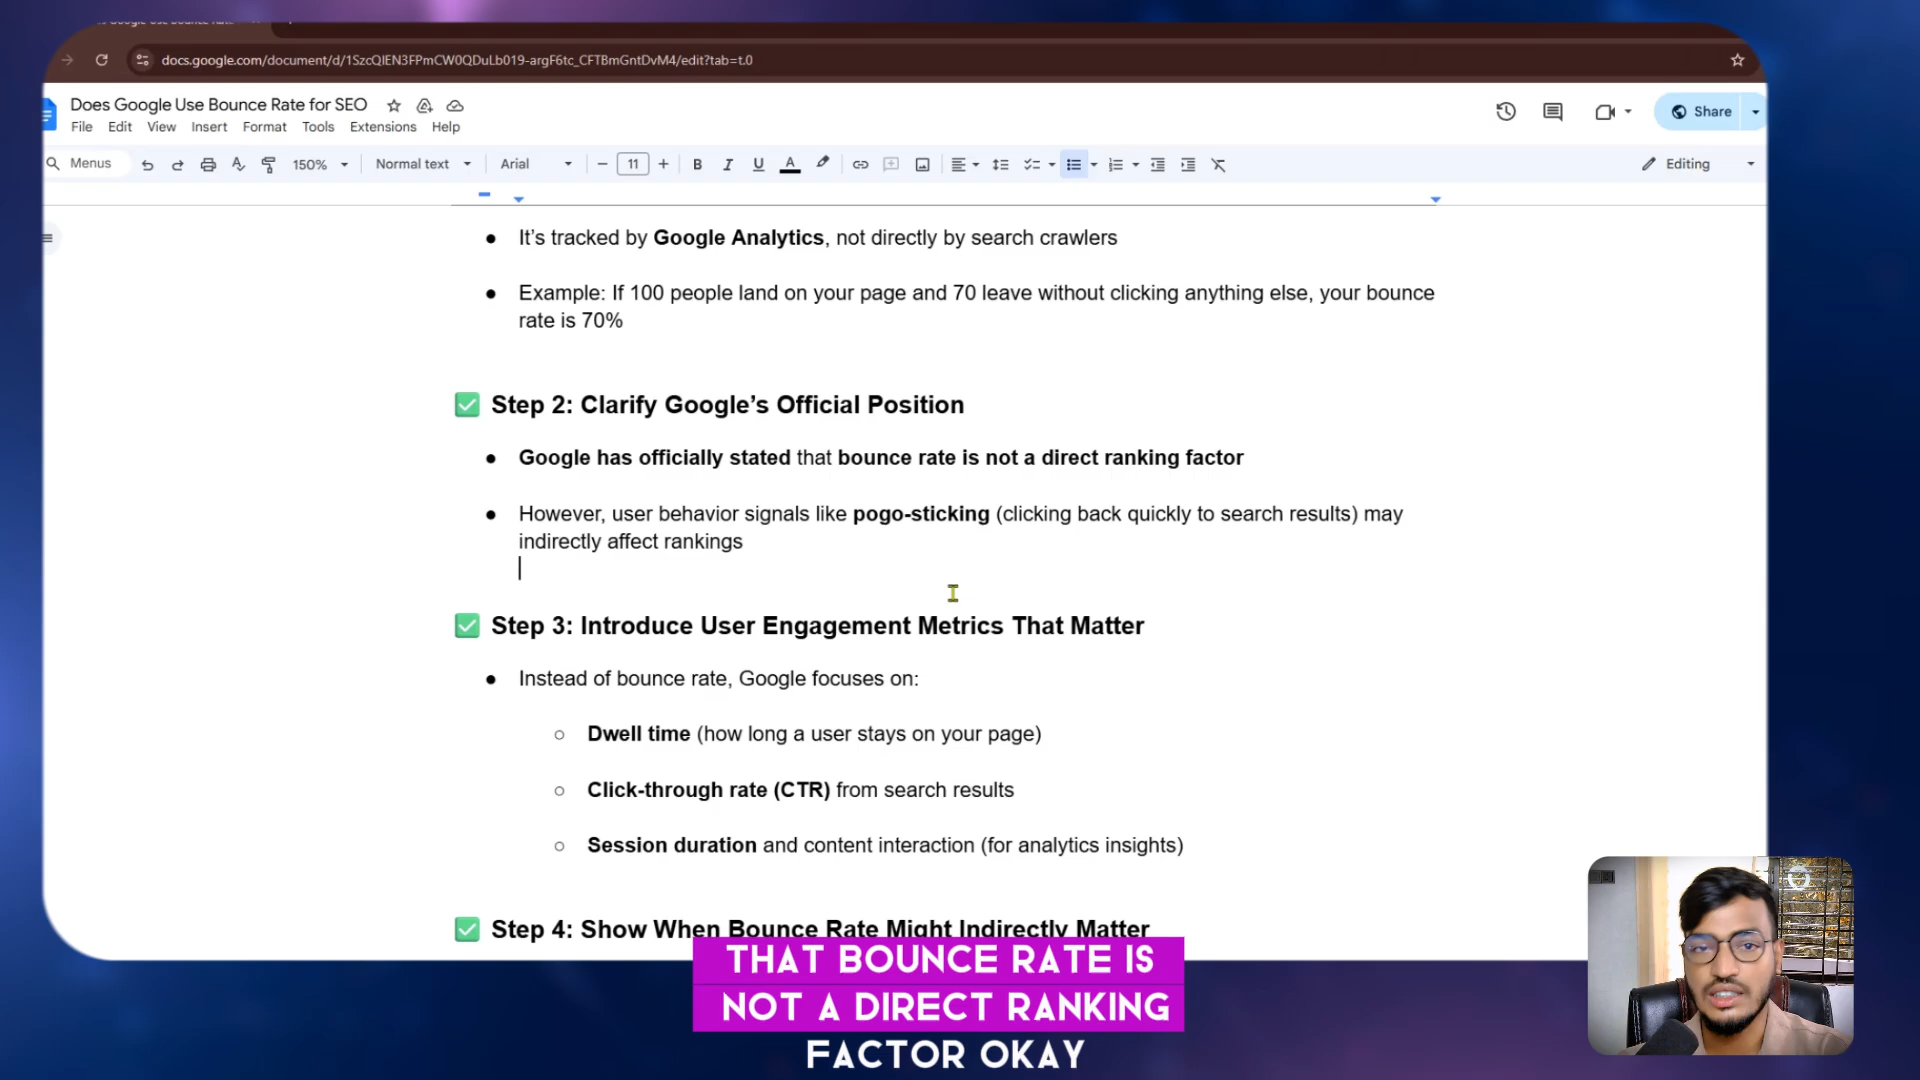 docs.google.com/document/d/1SzcQIEN3FPmCW0QDuLb019-argF6tc_CFTBmGntDvM4/edit?tab=t.0
Does Google Use Bounce Rate for SEO
File Edit View Insert Format Tools Extensions Help
Share
Menus 150% Normal text Arial 11 B I U A Editing
● It’s tracked by Google Analytics, not directly by search crawlers
● Example: If 100 people land on your page and 70 leave without clicking anything else, your bounce
rate is 70%
✅ Step 2: Clarify Google’s Official Position
● Google has officially stated that bounce rate is not a direct ranking factor
● However, user behavior signals like pogo-sticking (clicking back quickly to search results) may
indirectly affect rankings
✅ Step 3: Introduce User Engagement Metrics That Matter
● Instead of bounce rate, Google focuses on:
○ Dwell time (how long a user stays on your page)
○ Click-through rate (CTR) from search results
○ Session duration and content interaction (for analytics insights)
✅ Step 4: Show When Bounce Rate Might Indirectly Matter
THAT BOUNCE RATE IS
NOT A DIRECT RANKING
FACTOR OKAY